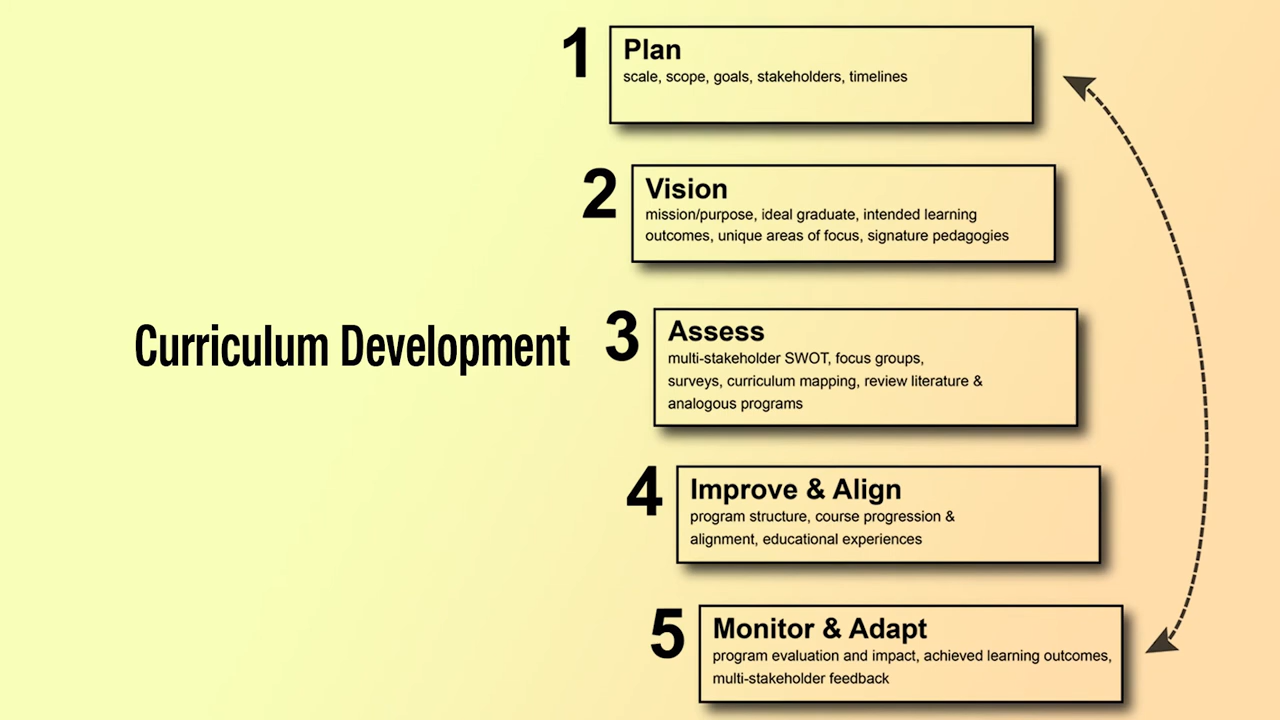 Curriculum Development
1
Plan
scale, scope, goals, stakeholders, timelines
2
Vision
mission/purpose, ideal graduate, intended learning
outcomes, unique areas of focus, signature pedagogies
3
Assess
multi-stakeholder SWOT, focus groups,
surveys, curriculum mapping, review literature &
analogous programs
4
Improve & Align
program structure, course progression &
alignment, educational experiences
5
Monitor & Adapt
program evaluation and impact, achieved learning outcomes,
multi-stakeholder feedback